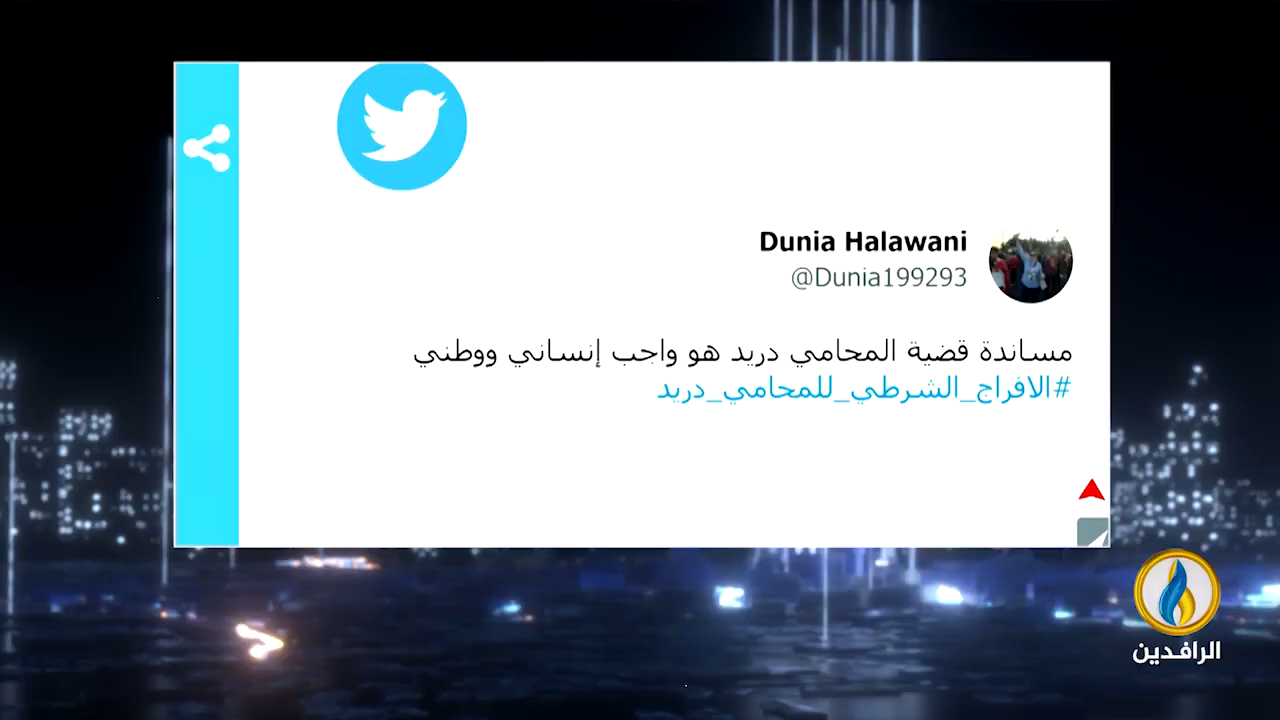 Dunia Halawani
@Dunia199293
مساندة قضية المحامي دريد هو واجب إنساني ووطني
#الافراج_الشرطي_للمحامي_دريد
الرافدين